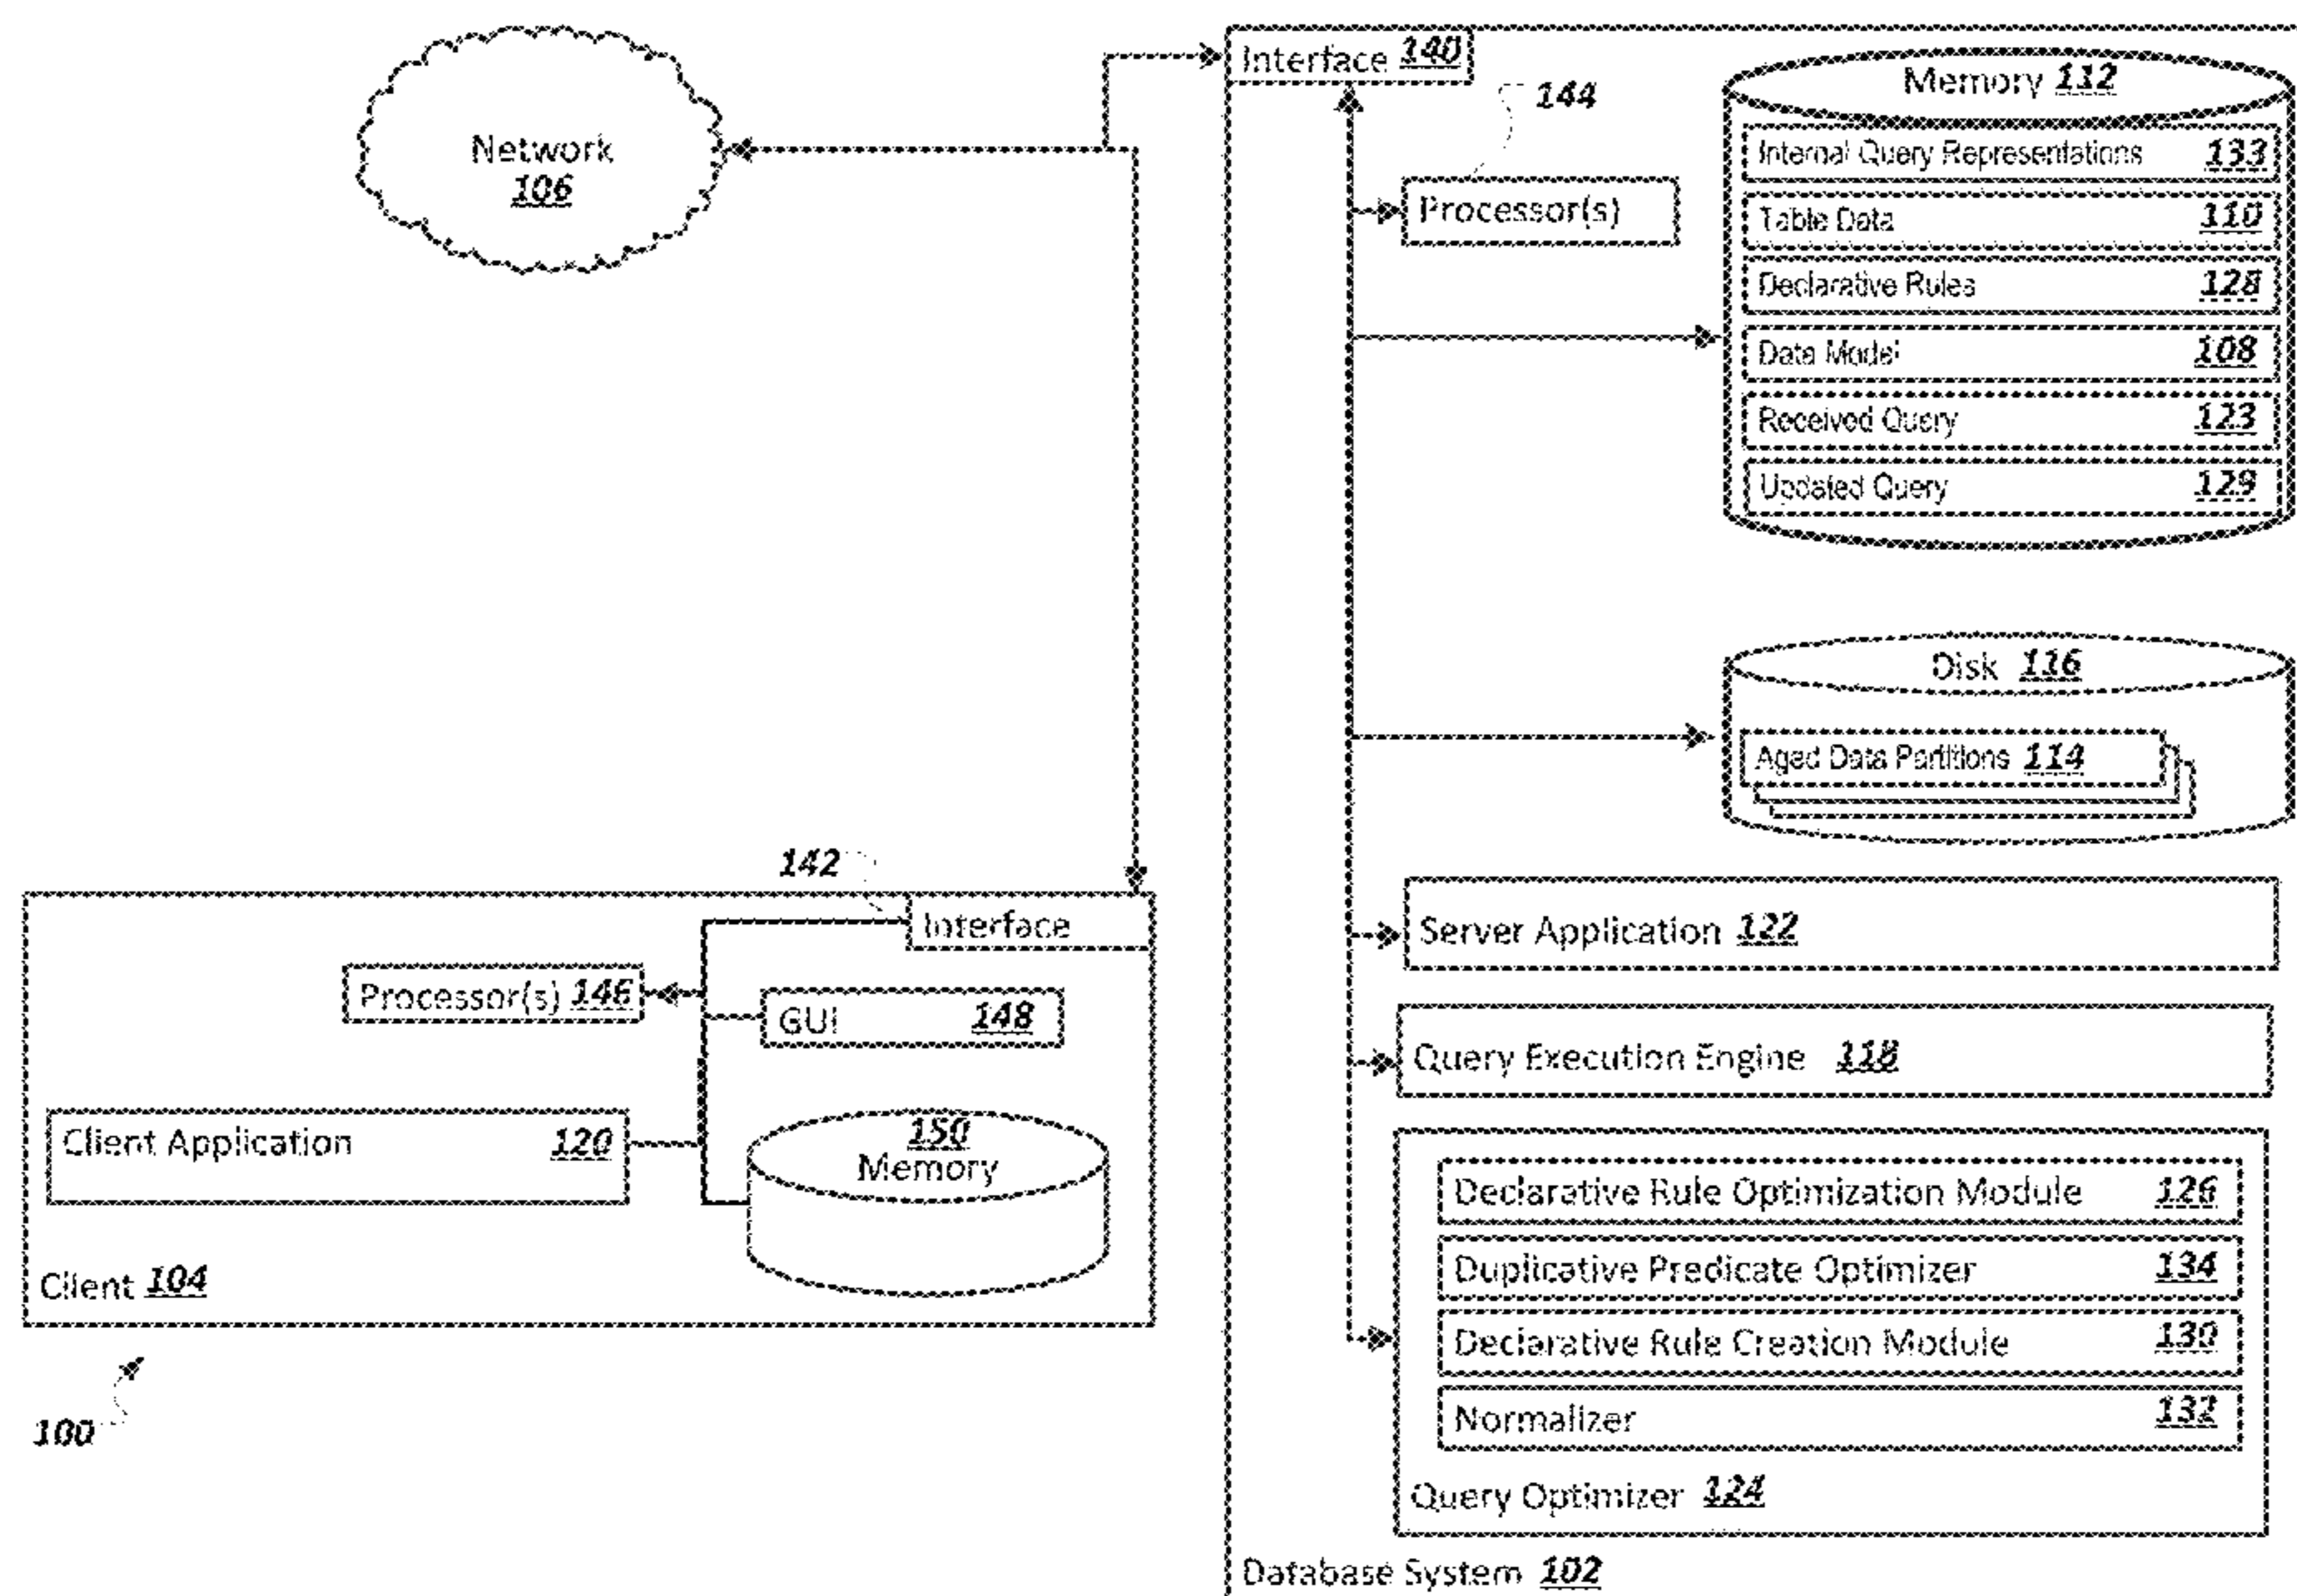 Network
106
Interface 140
144
Processor(s)
Memory 112
Internal Query Representations 133
Table Data 110
Declarative Rules 128
Data Model 108
Received Query 123
Updated Query 129
Disk 116
Aged Data Partitions 114
142
Interface
Processor(s) 146
GUI 148
Client Application 120
150
Memory
Client 104
100
Server Application 122
Query Execution Engine 118
Declarative Rule Optimization Module 126
Duplicative Predicate Optimizer 134
Declarative Rule Creation Module 130
Normalizer 132
Query Optimizer 124
Database System 102